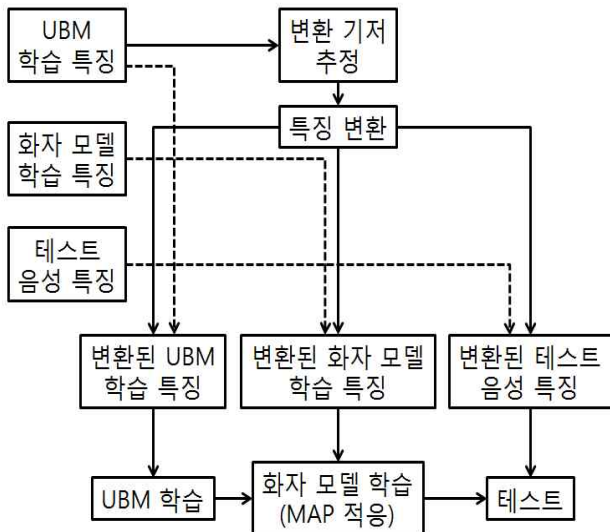 UBM
학습 특징
변환 기저
추정
특징 변환
화자 모델
학습 특징
테스트
음성 특징
변환된 UBM
학습 특징
변환된 화자 모델
학습 특징
변환된 테스트
음성 특징
UBM 학습
화자 모델 학습
(MAP 적응)
테스트